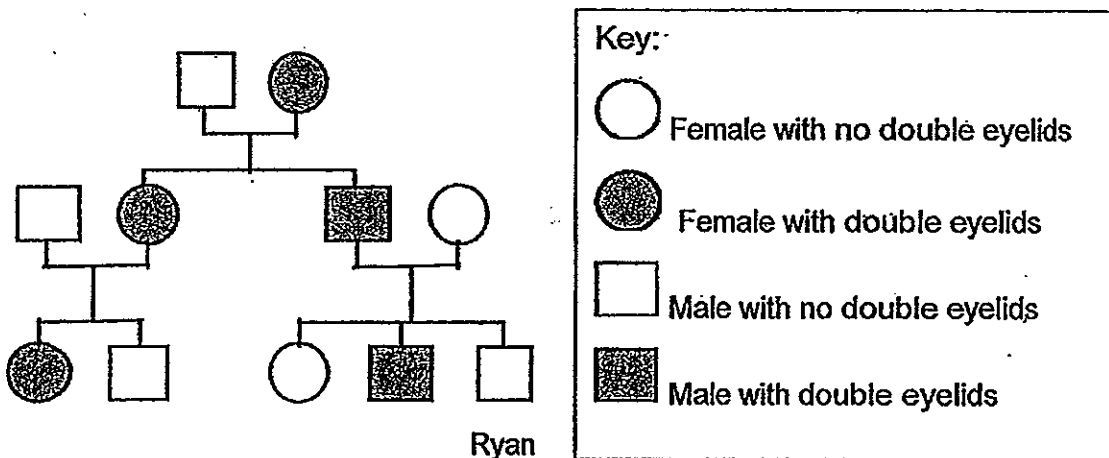 Key:
Female with no double eyelids
Female with double eyelids
Male with no double eyelids
Male with double eyelids
Ryan